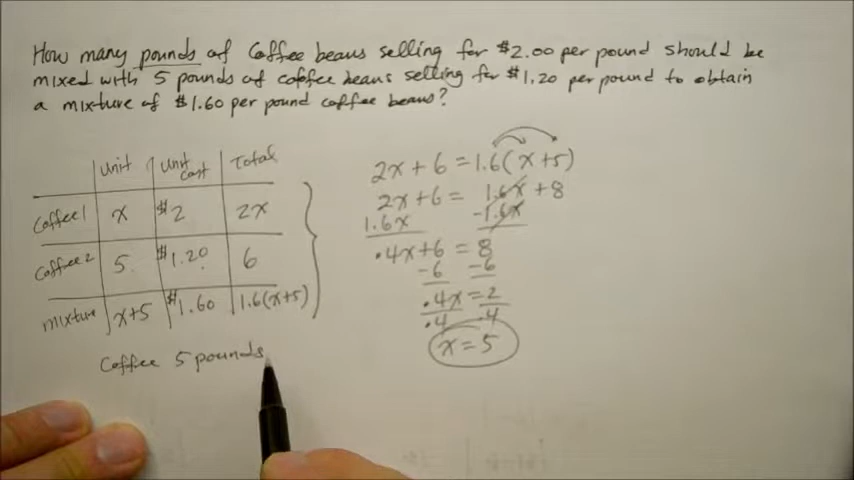 How many pounds of Coffee beans selling for $2.00 per pound should be
mixed with 5 pounds of coffee beans selling for $1.20 per pound to obtain
a mixture of $1.60 per pound coffee beans?
Unit Unit cost Total
Coffee1 x $2 2x
Coffee2 5 $1.20 6
mixture x+5 $1.60 1.6(x+5)
Coffee 5 pounds
2x+6=1.6(x+5)
2x+6= 1.6x+8
1.6x -1.6x
.4x+6 = 8
-6 -6
.4x=2
.4 .4
x=5